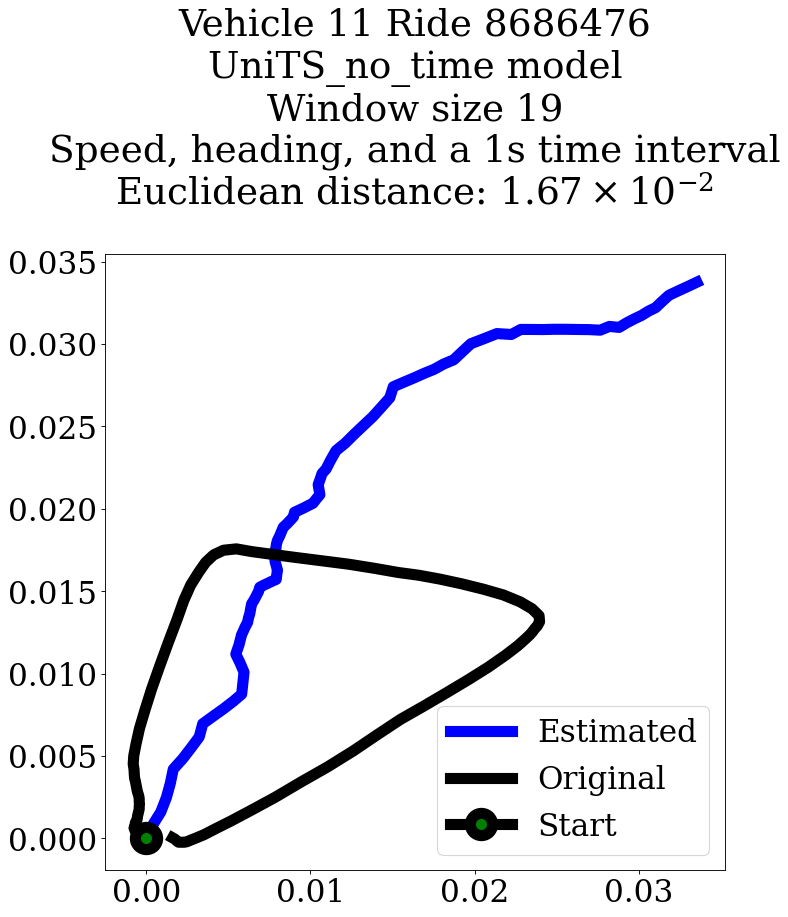 Vehicle 11 Ride 8686476
UniTS_no_time model
Window size 19
Speed, heading, and a 1s time interval
Euclidean distance: 1.67 × 10⁻²
0.035
0.030
0.025
0.020
0.015
0.010
0.005
0.000
Estimated
Original
Start
0.00 0.01 0.02 0.03